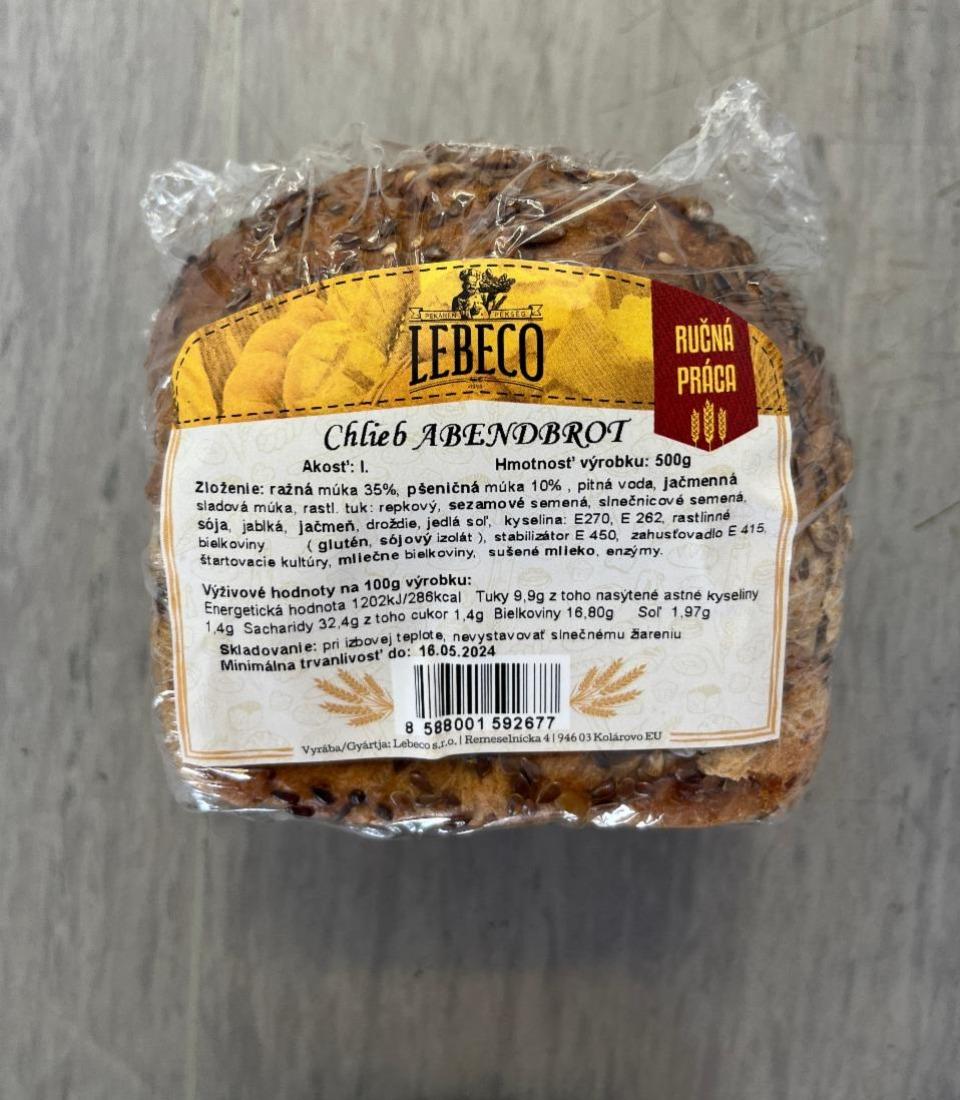 PEKÁREŇ PÉKSÉG
LEBECO
RUČNÁ
PRÁCA
Chlieb ABENDBROT
Akosť: I. Hmotnosť výrobku: 500g
Zloženie: ražná múka 35%, pšeničná múka 10% , pitná voda, jačmenná
sladová múka, rastl. tuk: repkový, sezamové semená, slnečnicové semená,
sója, jablká, jačmeň, droždie, jedlá soľ, kyselina: E270, E 262, rastlinné
bielkoviny ( glutén, sójový izolát ), stabilizátor E 450, zahusťovadlo E 415,
štartovacie kultúry, mliečne bielkoviny, sušené mlieko, enzýmy.
Výživové hodnoty na 100g výrobku:
Energetická hodnota 1202kJ/286kcal Tuky 9,9g z toho nasýtené astné kyseliny
1,4g Sacharidy 32,4g z toho cukor 1,4g Bielkoviny 16,80g Soľ 1,97g
Skladovanie: pri izbovej teplote, nevystavovať slnečnému žiareniu
Minimálna trvanlivosť do: 16.05.2024
8 588001 592677
Vyrába/Gyártja: Lebeco s.r.o. | Remeselnícka 4 | 946 03 Kolárovo EU